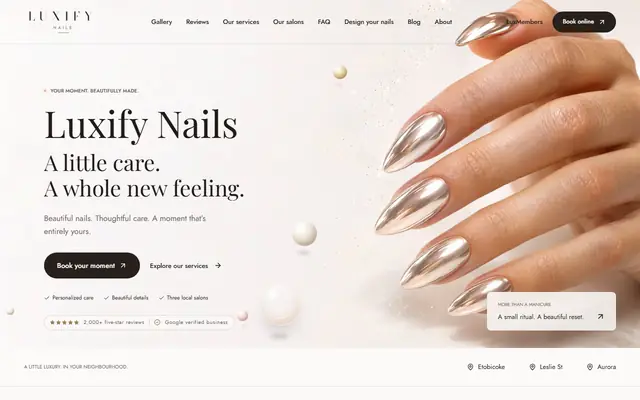 LUXIFY
NAILS
Gallery
Reviews
Our services
Our salons
FAQ
Design your nails
Blog
About
LuxMembers
Book online
YOUR MOMENT. BEAUTIFULLY MADE.
Luxify Nails
A little care.
A whole new feeling.
Beautiful nails. Thoughtful care. A moment that's
entirely yours.
Book your moment
Explore our services
Personalized care
Beautiful details
Three local salons
2,000+ five-star reviews
Google verified business
MORE THAN A MANICURE
A small ritual. A beautiful reset.
A LITTLE LUXURY. IN YOUR NEIGHBOURHOOD.
Etobicoke
Leslie St
Aurora